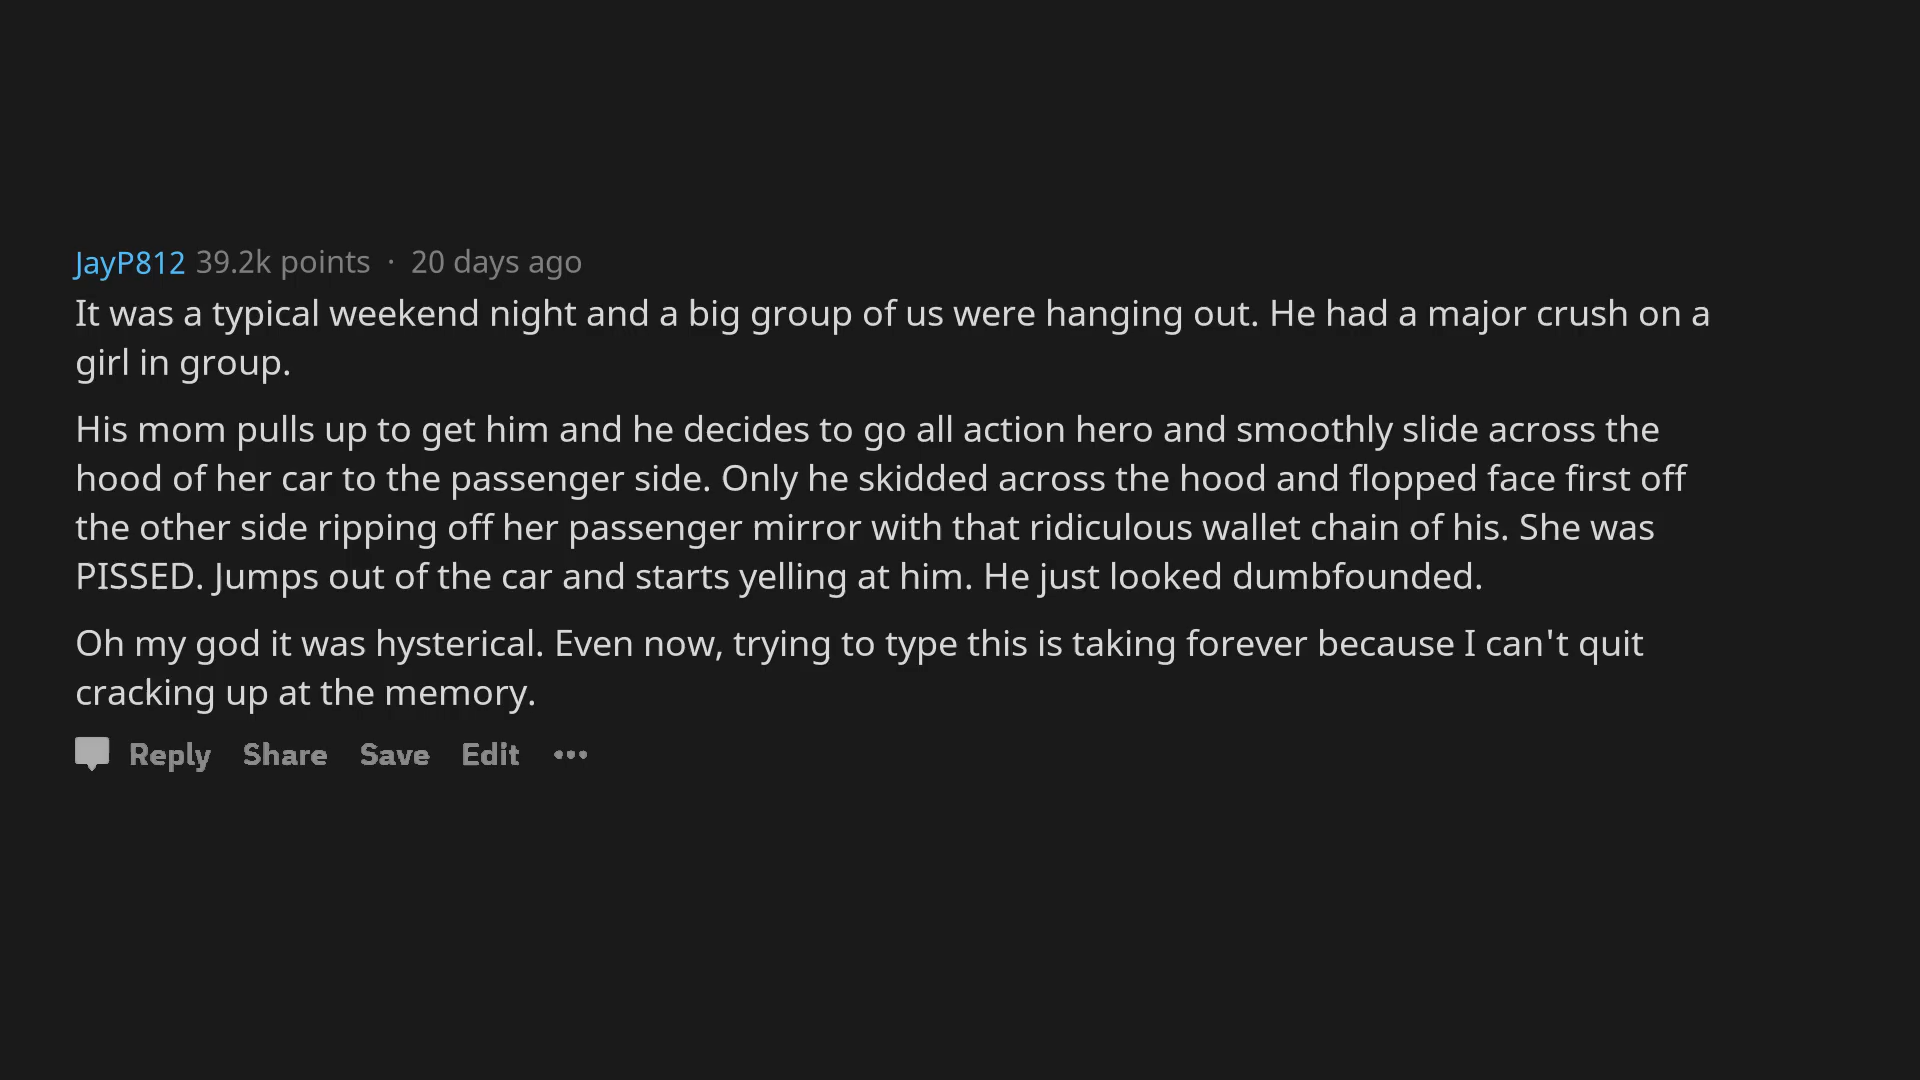 JayP812 39.2k points · 20 days ago
It was a typical weekend night and a big group of us were hanging out. He had a major crush on a
girl in group.
His mom pulls up to get him and he decides to go all action hero and smoothly slide across the
hood of her car to the passenger side. Only he skidded across the hood and flopped face first off
the other side ripping off her passenger mirror with that ridiculous wallet chain of his. She was
PISSED. Jumps out of the car and starts yelling at him. He just looked dumbfounded.
Oh my god it was hysterical. Even now, trying to type this is taking forever because I can't quit
cracking up at the memory.
Reply Share Save Edit •••